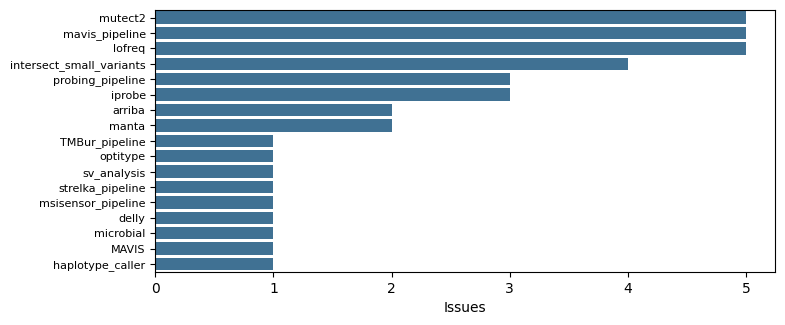 mutect2
mavis_pipeline
lofreq
intersect_small_variants
probing_pipeline
iprobe
arriba
manta
TMBur_pipeline
optitype
sv_analysis
strelka_pipeline
msisensor_pipeline
delly
microbial
MAVIS
haplotype_caller
0 1 2 3 4 5
Issues